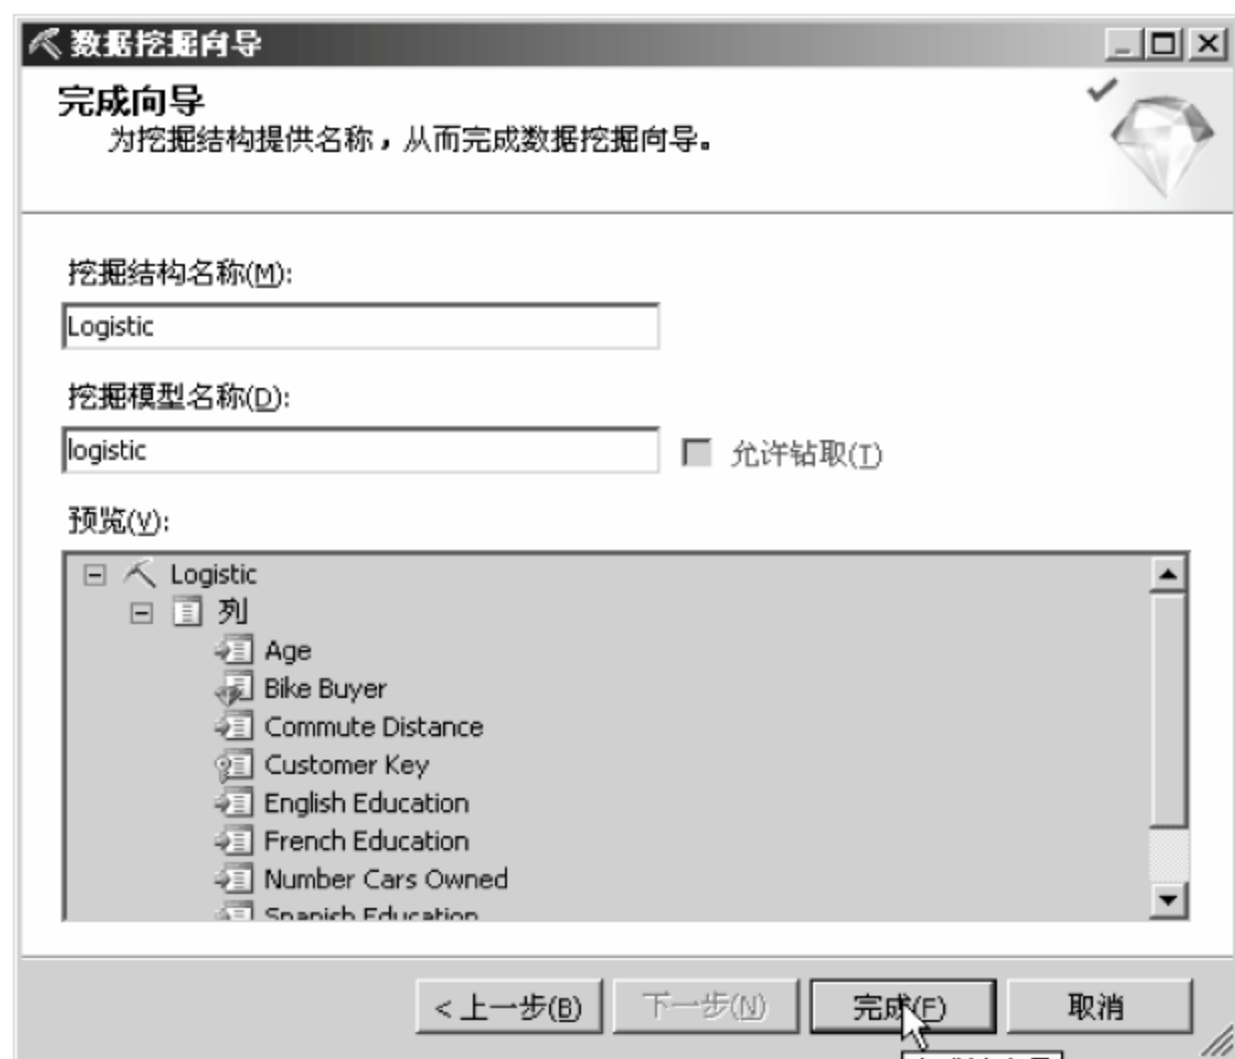 数据挖掘向导
完成向导
为挖掘结构提供名称，从而完成数据挖掘向导。
挖掘结构名称(M):
Logistic
挖掘模型名称(D):
logistic
允许钻取(T)
预览(V):
Logistic
列
Age
Bike Buyer
Commute Distance
Customer Key
English Education
French Education
Number Cars Owned
Spanish Education
< 上一步(B) 下一步(N) 完成(F) 取消